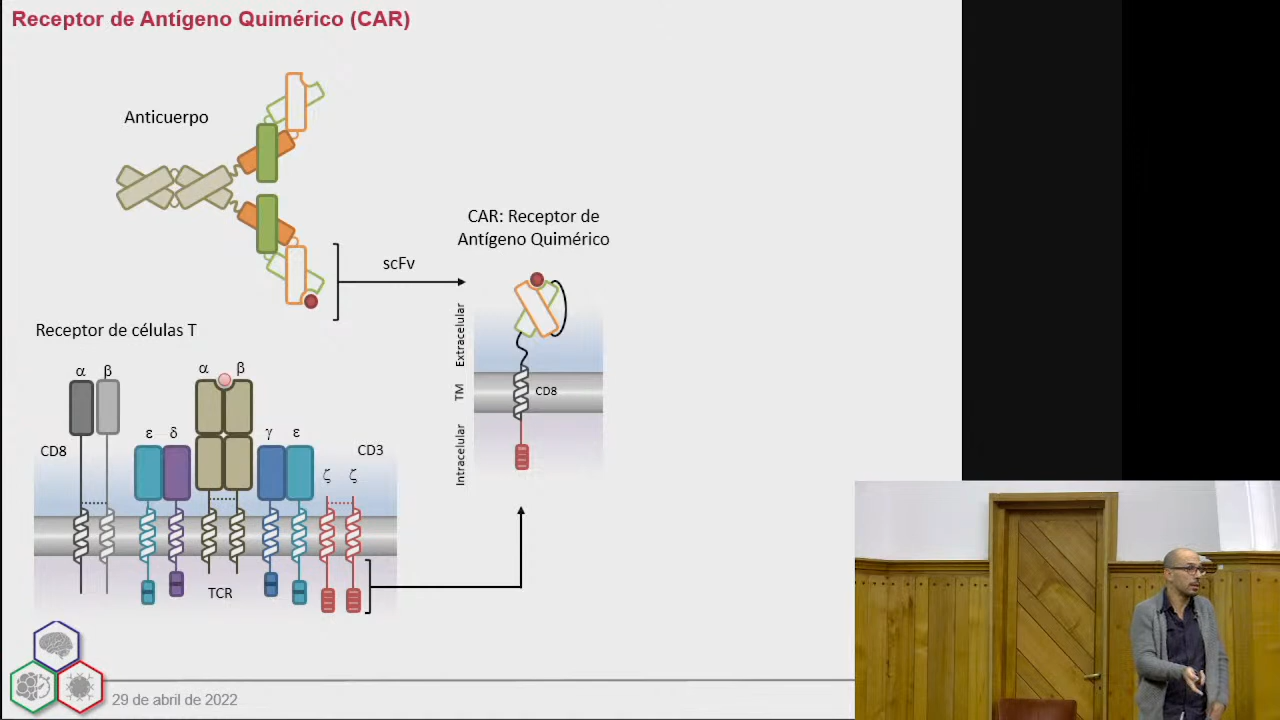 Receptor de Antígeno Quimérico (CAR)
Anticuerpo
scFv
CAR: Receptor de
Antígeno Quimérico
Extracelular
TM
Intracelular
CD8
Receptor de células T
α
β
α
β
ε
δ
γ
ε
CD8
CD3
ζ
ζ
TCR
29 de abril de 2022